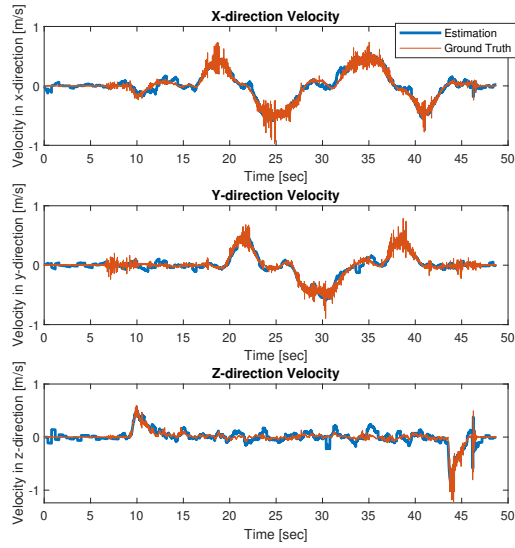 X-direction Velocity
Estimation
Ground Truth
Velocity in x-direction [m/s]
1
0
-1
0 5 10 15 20 25 30 35 40 45 50
Time [sec]
Y-direction Velocity
Velocity in y-direction [m/s]
1
0
-1
0 5 10 15 20 25 30 35 40 45 50
Time [sec]
Z-direction Velocity
Velocity in z-direction [m/s]
1
0
-1
0 5 10 15 20 25 30 35 40 45 50
Time [sec]